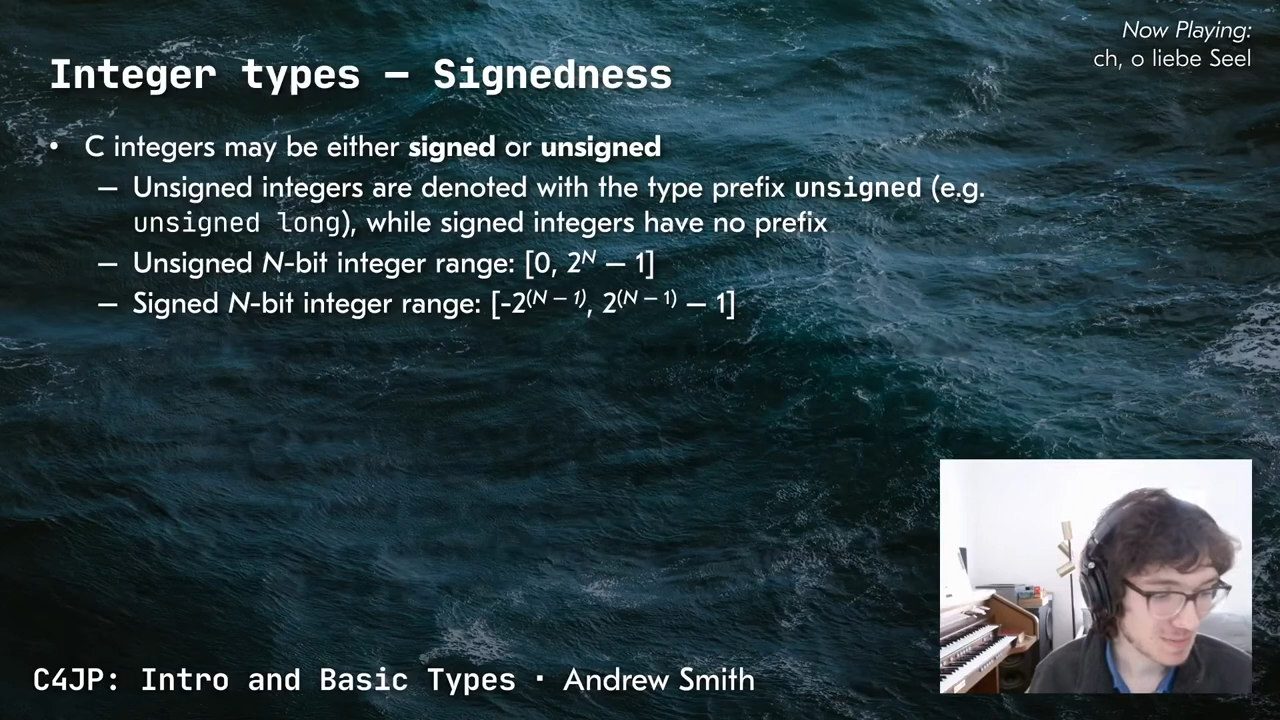 Now Playing:
ch, o liebe Seel
Integer types – Signedness
• C integers may be either signed or unsigned
– Unsigned integers are denoted with the type prefix unsigned (e.g.
unsigned long), while signed integers have no prefix
– Unsigned N-bit integer range: [0, 2^N – 1]
– Signed N-bit integer range: [-2^(N – 1), 2^(N – 1) – 1]
C4JP: Intro and Basic Types · Andrew Smith